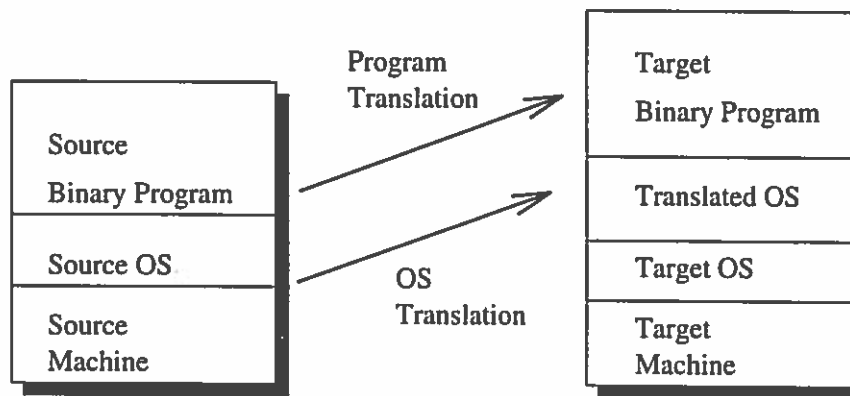 Source
Binary Program
Source OS
Source
Machine
Program
Translation
OS
Translation
Target
Binary Program
Translated OS
Target OS
Target
Machine